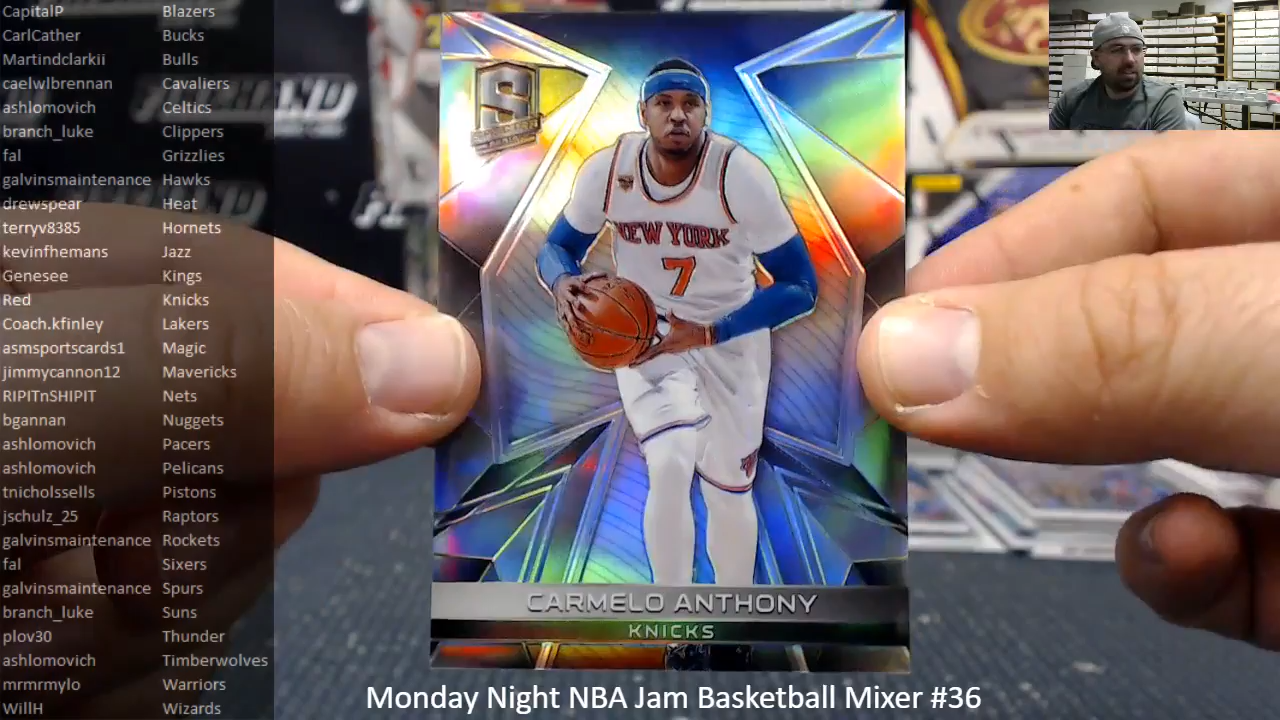 CapitalP Blazers
CarlCather Bucks
Martindclarkii Bulls
caelwlbrennan Cavaliers
ashlomovich Celtics
branch_luke Clippers
fal Grizzlies
galvinsmaintenance Hawks
drewspear Heat
terryv8385 Hornets
kevinfhemans Jazz
Genesee Kings
Red Knicks
Coach.kfinley Lakers
asmsportscards1 Magic
jimmycannon12 Mavericks
RIPITnSHIPIT Nets
bgannan Nuggets
ashlomovich Pacers
ashlomovich Pelicans
tnicholssells Pistons
jschulz_25 Raptors
galvinsmaintenance Rockets
fal Sixers
galvinsmaintenance Spurs
branch_luke Suns
plov30 Thunder
ashlomovich Timberwolves
mrmrmylo Warriors
WillH Wizards
S
NEW YORK
7
CARMELO ANTHONY
KNICKS
Monday Night NBA Jam Basketball Mixer #36